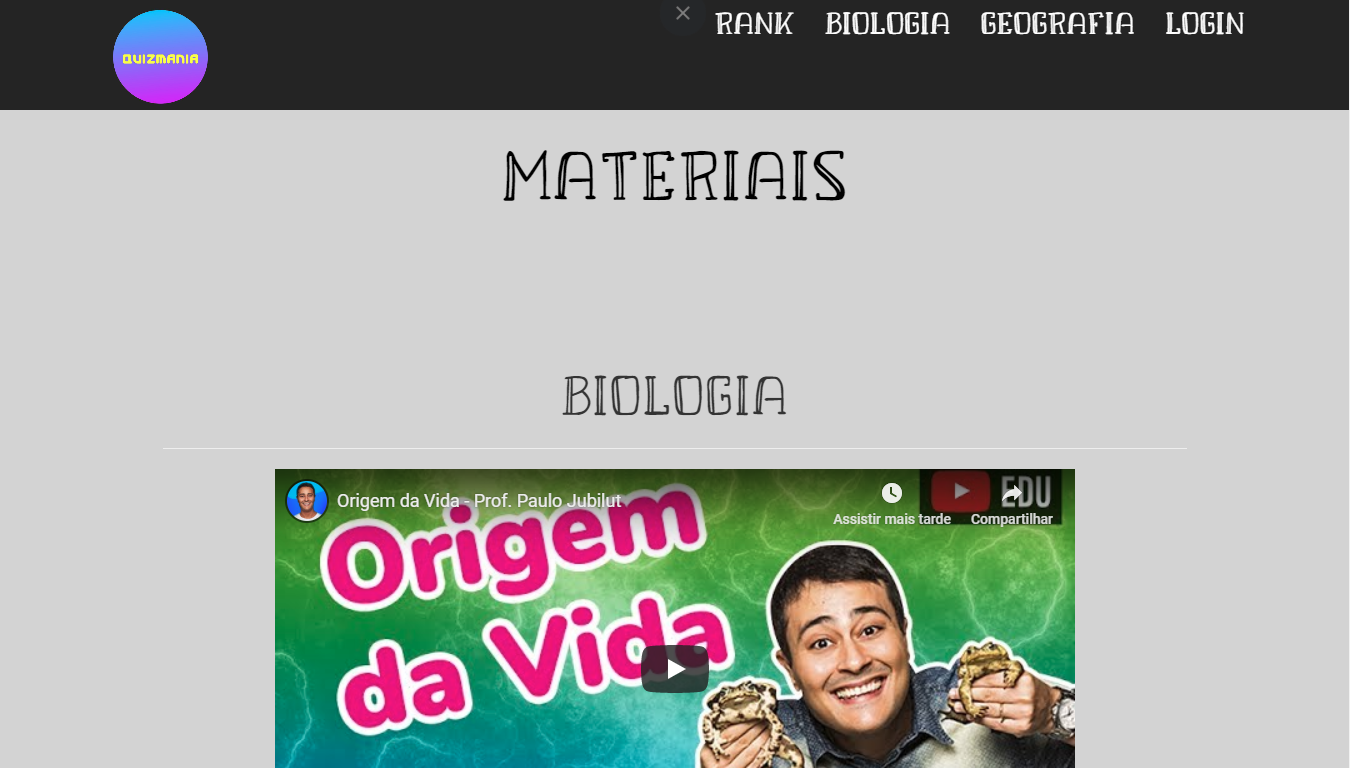 QUIZMANIA
RANK BIOLOGIA GEOGRAFIA LOGIN
MATERIAIS
BIOLOGIA
Origem da Vida - Prof. Paulo Jubilut
Assistir mais tarde Compartilhar
EDU
Origem
da Vida